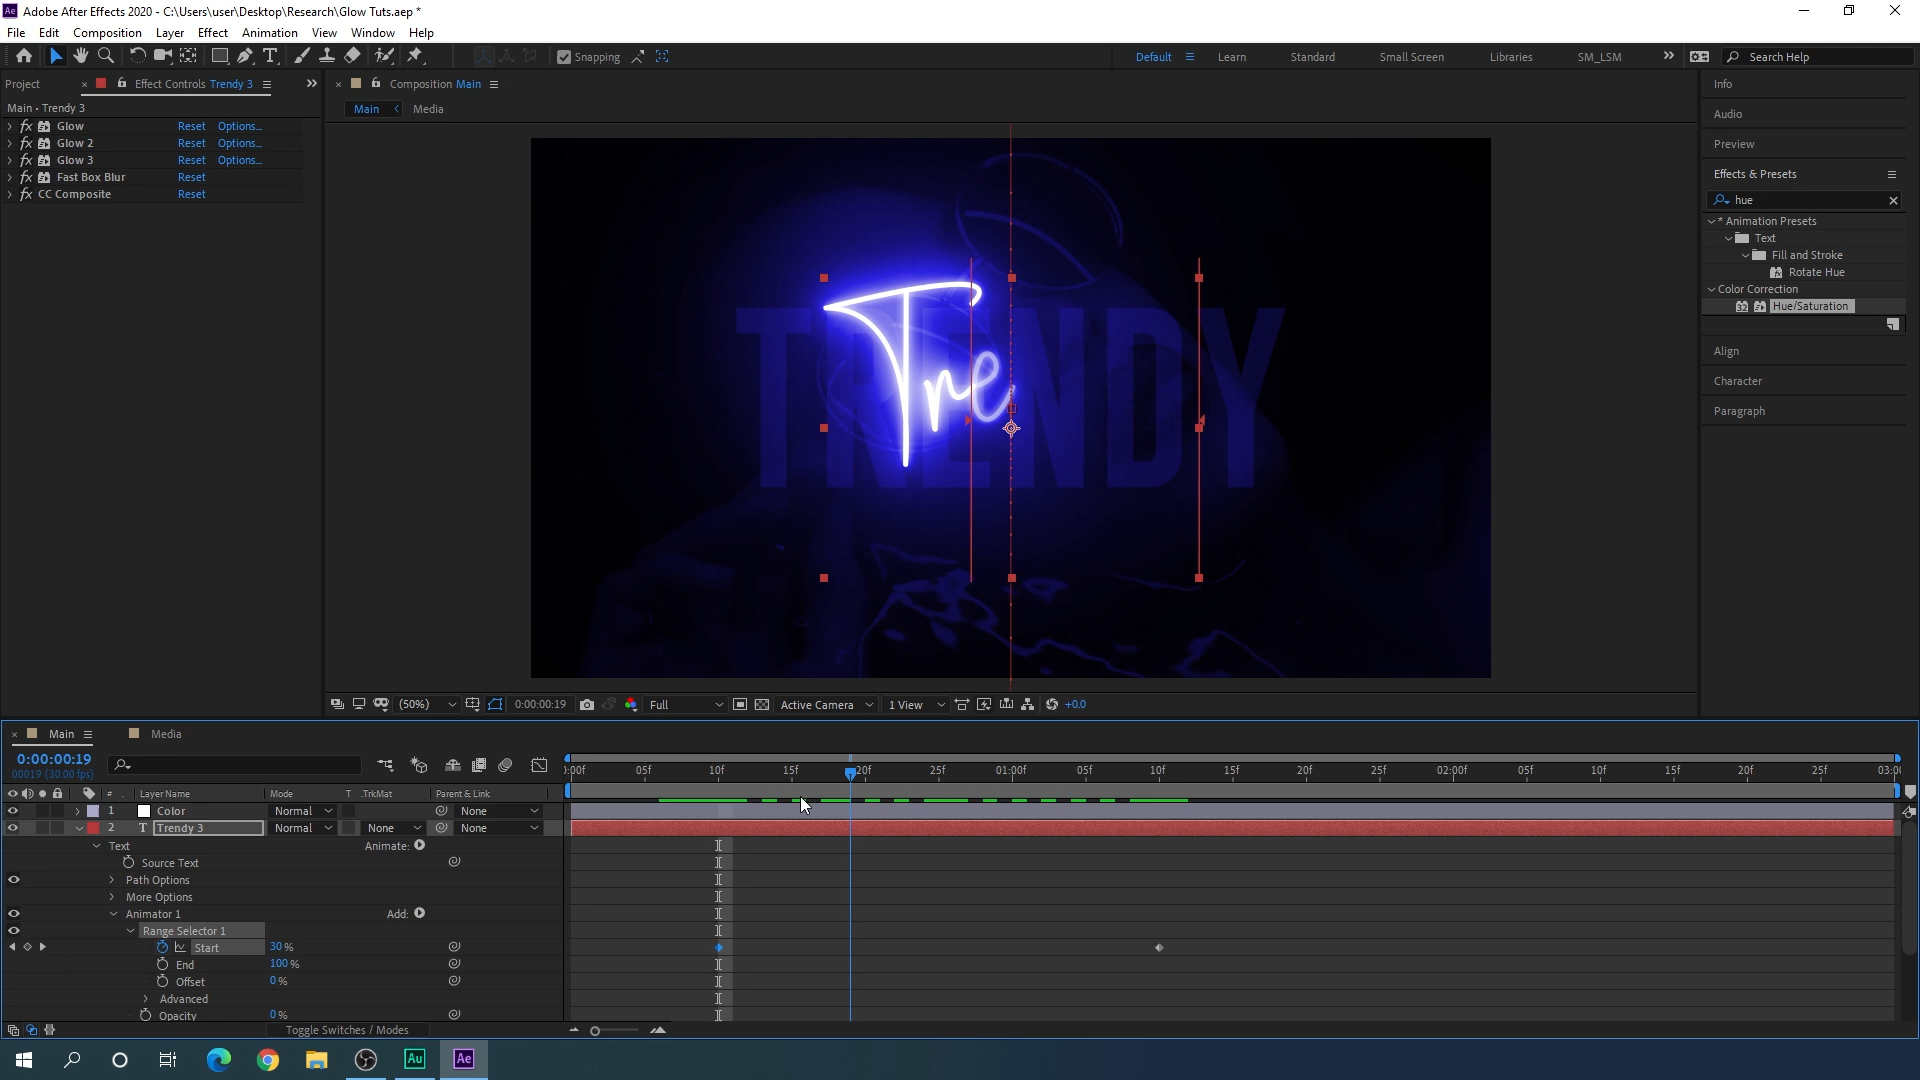 Adobe After Effects 2020 - C:\Users\user\Desktop\Research\Glow Tuts.aep *
File Edit Composition Layer Effect Animation View Window Help
Snapping
Default Learn Standard Small Screen Libraries SM_LSM Search Help
Project Effect Controls Trendy 3
Composition Main
Info
Main • Trendy 3
Main Media
Audio
Glow Reset Options...
Glow 2 Reset Options...
Glow 3 Reset Options...
Fast Box Blur Reset
CC Composite Reset
Preview
Effects & Presets
hue
* Animation Presets
Text
Fill and Stroke
Rotate Hue
Color Correction
32 Hue/Saturation
Align
Character
Paragraph
TRENDY
Tre
(50%) 0:00:00:19 Full Active Camera 1 View +0.0
Main Media
0:00:00:19
00019 (30.00 fps)
:00f 05f 10f 15f 20f 25f 01:00f 05f 10f 15f 20f 25f 02:00f 05f 10f 15f 20f 25f 03:00
# Layer Name Mode T .TrkMat Parent & Link
1 Color Normal None
2 T Trendy 3 Normal None None
Text Animate:
Source Text
Path Options
More Options
Animator 1 Add:
Range Selector 1
Start 30 %
End 100 %
Offset 0 %
Advanced
Opacity 0 %
Toggle Switches / Modes
Au Ae